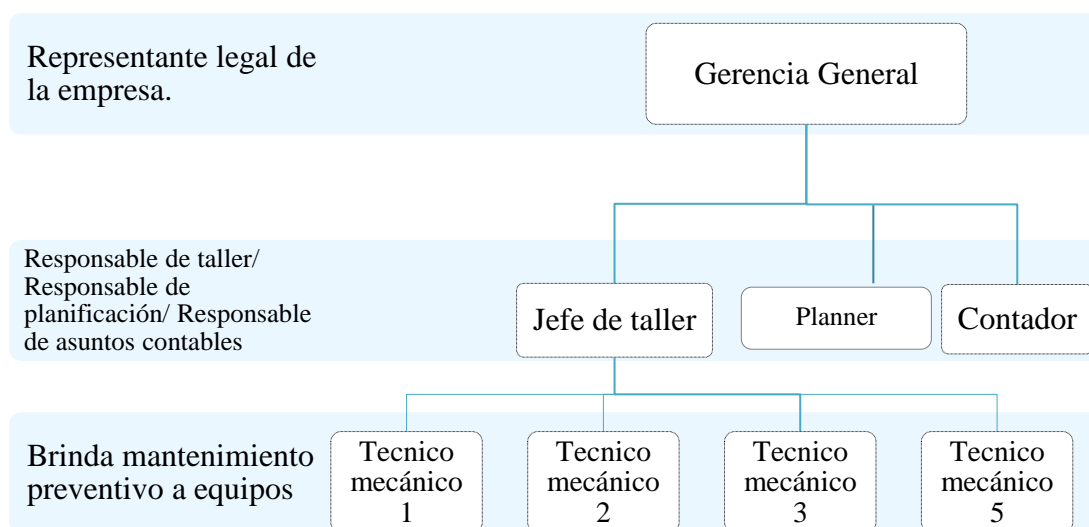 Representante legal de
la empresa.
Gerencia General
Responsable de taller/
Responsable de
planificación/ Responsable
de asuntos contables
Jefe de taller
Planner
Contador
Brinda mantenimiento
preventivo a equipos
Tecnico
mecánico
1
Tecnico
mecánico
2
Tecnico
mecánico
3
Tecnico
mecánico
5